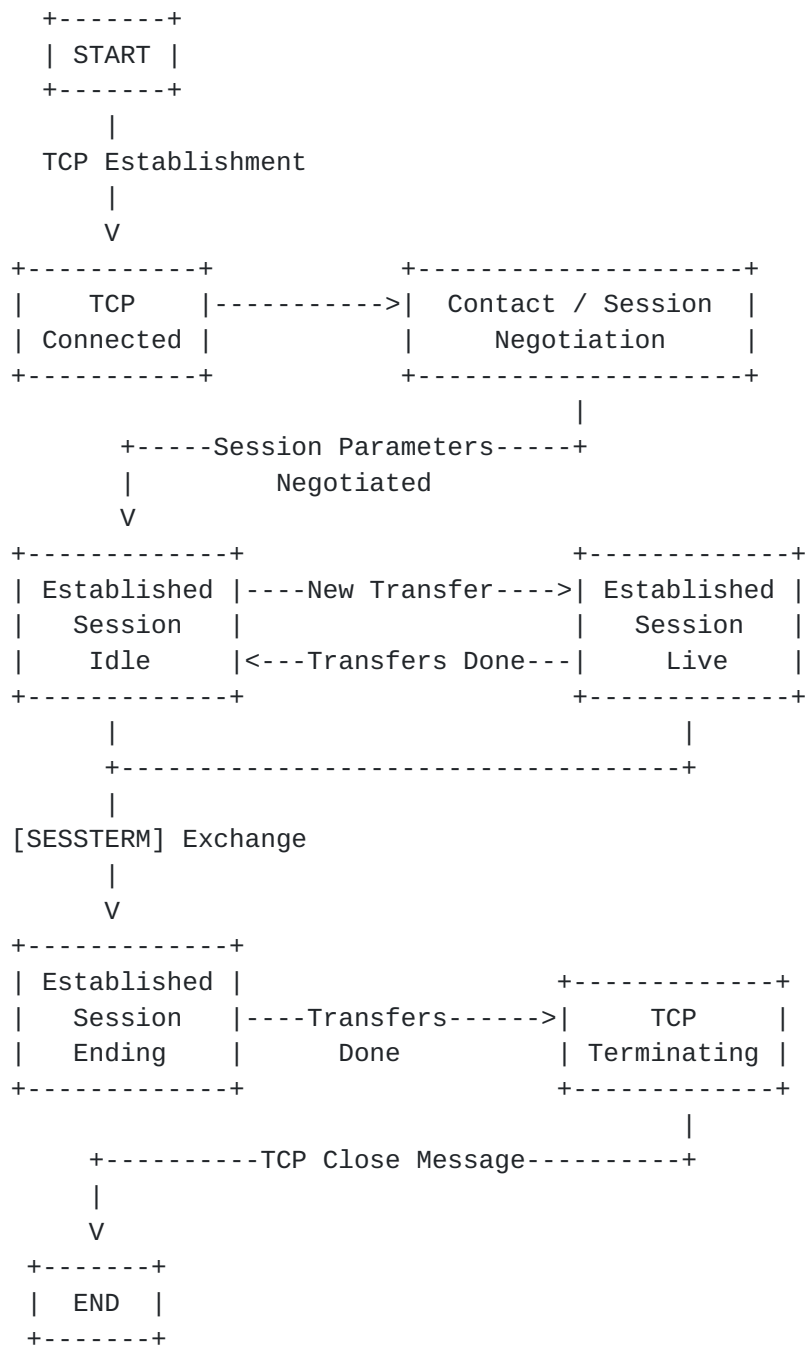 +-------+
| START |
+-------+
|
TCP Establishment
|
V
+-----------+            +---------------------+
|    TCP    |----------->|  Contact / Session  |
| Connected |            |     Negotiation     |
+-----------+            +---------------------+
|
+-----Session Parameters-----+
|         Negotiated
V
+-------------+                     +-------------+
| Established |----New Transfer---->| Established |
|   Session   |                     |   Session   |
|    Idle     |<---Transfers Done---|    Live     |
+-------------+                     +-------------+
|                                    |
+------------------------------------+
|
[SESSTERM] Exchange
|
V
+-------------+
| Established |                    +-------------+
|   Session   |----Transfers------>|     TCP     |
|   Ending    |      Done          | Terminating |
+-------------+                    +-------------+
|
+----------TCP Close Message----------+
|
V
+-------+
|  END  |
+-------+